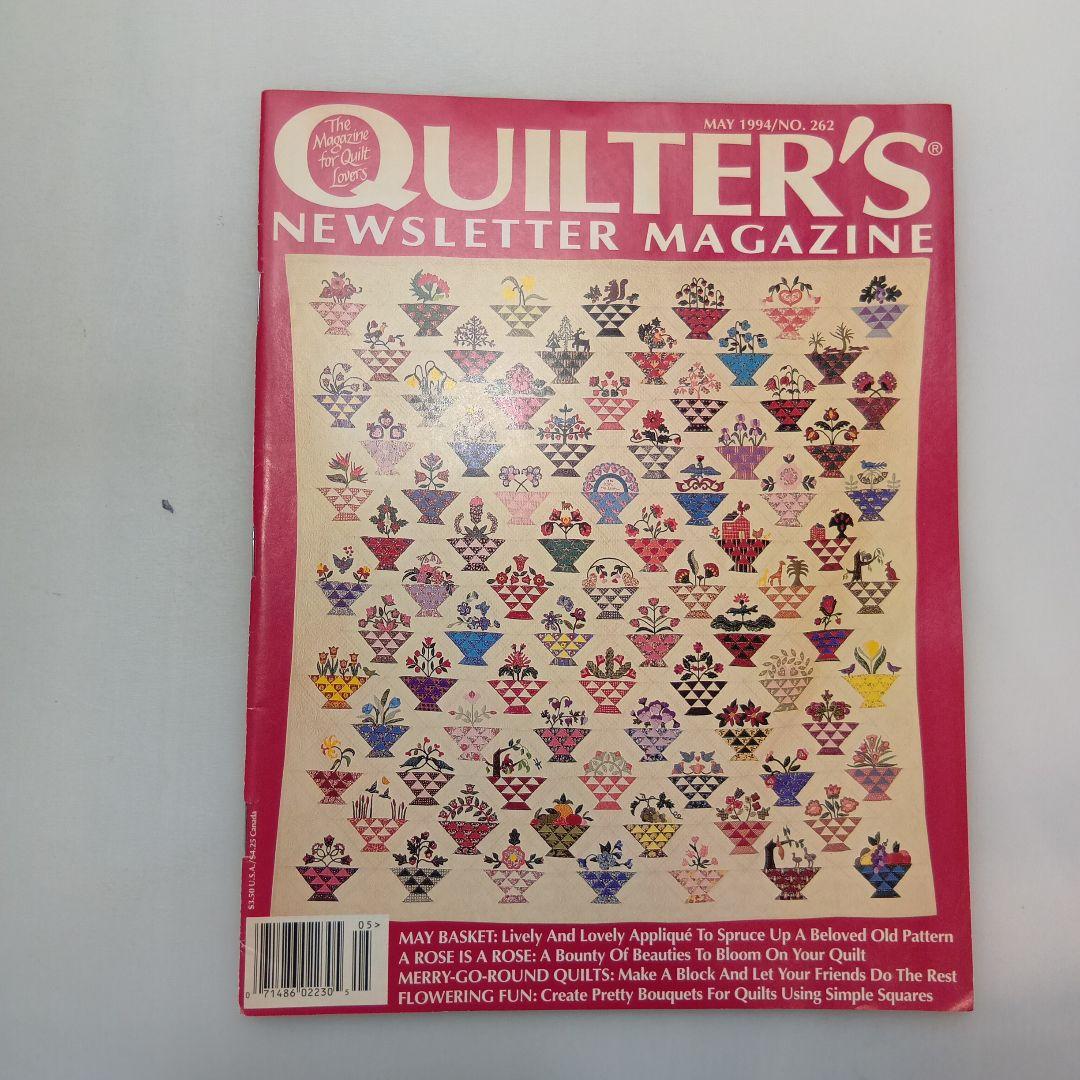 The
Magazine
for Quilt
Lovers
MAY 1994/NO. 262
QUILTER'S®
NEWSLETTER MAGAZINE
$3.50 U.S.A./$4.25 Canada
05>
0 71486 02230 5
MAY BASKET: Lively And Lovely Appliqué To Spruce Up A Beloved Old Pattern
A ROSE IS A ROSE: A Bounty Of Beauties To Bloom On Your Quilt
MERRY-GO-ROUND QUILTS: Make A Block And Let Your Friends Do The Rest
FLOWERING FUN: Create Pretty Bouquets For Quilts Using Simple Squares